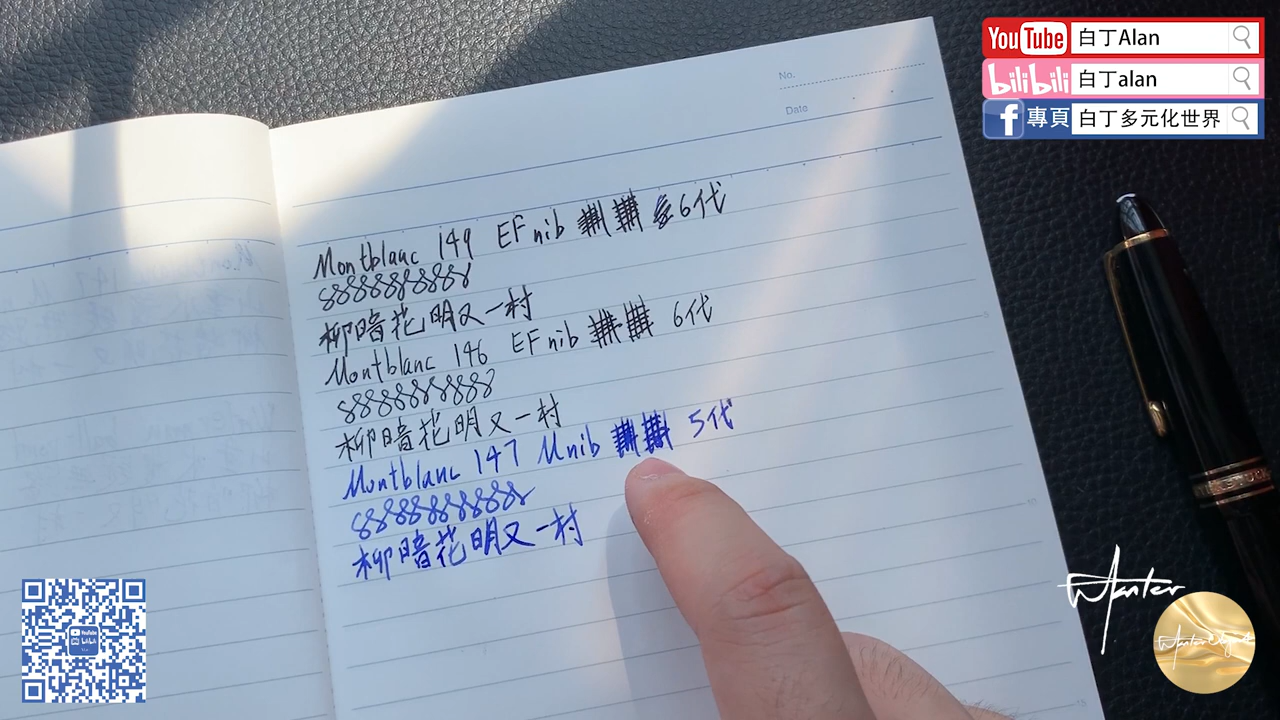 YouTube 白丁Alan
bilibili 白丁alan
f 專頁 白丁多元化世界
No.
Date
Montblanc 149 EF nib 6代
8888888888
柳暗花明又一村
Montblanc 146 EF nib 6代
8888888888
柳暗花明又一村
Montblanc 147 M nib 5代
8888888888
柳暗花明又一村